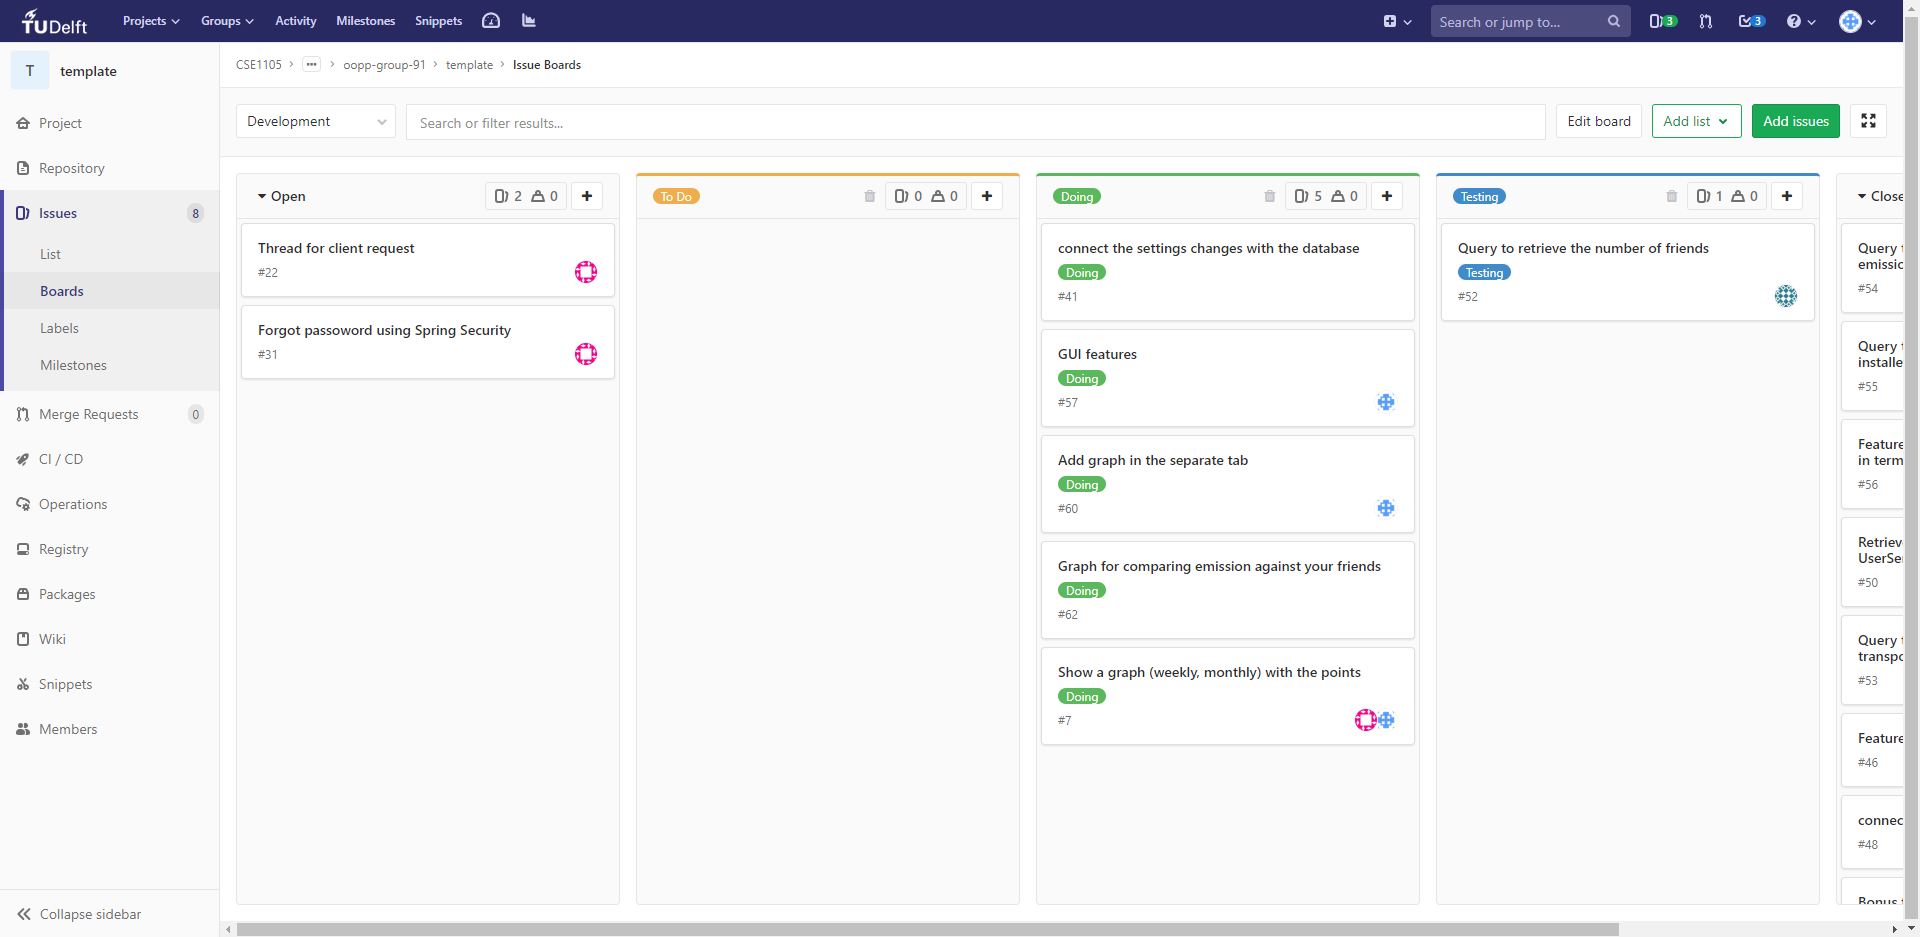 TU Delft Projects Groups Activity Milestones Snippets Search or jump to... 3 3
T template
CSE1105 > ... > oopp-group-91 > template > Issue Boards
Development Search or filter results... Edit board Add list Add issues
Project
Repository
Issues 8
List
Boards
Labels
Milestones
Merge Requests 0
CI / CD
Operations
Registry
Packages
Wiki
Snippets
Members
Collapse sidebar
Open 2 0
Thread for client request
#22
Forgot passoword using Spring Security
#31
To Do 0 0
Doing 5 0
connect the settings changes with the database
Doing
#41
GUI features
Doing
#57
Add graph in the separate tab
Doing
#60
Graph for comparing emission against your friends
Doing
#62
Show a graph (weekly, monthly) with the points
Doing
#7
Testing 1 0
Query to retrieve the number of friends
Testing
#52
Close
Query
emissic
#54
Query
installe
#55
Feature
in term
#56
Retriev
UserSe
#50
Query
transpo
#53
Feature
#46
connec
#48
Bonus